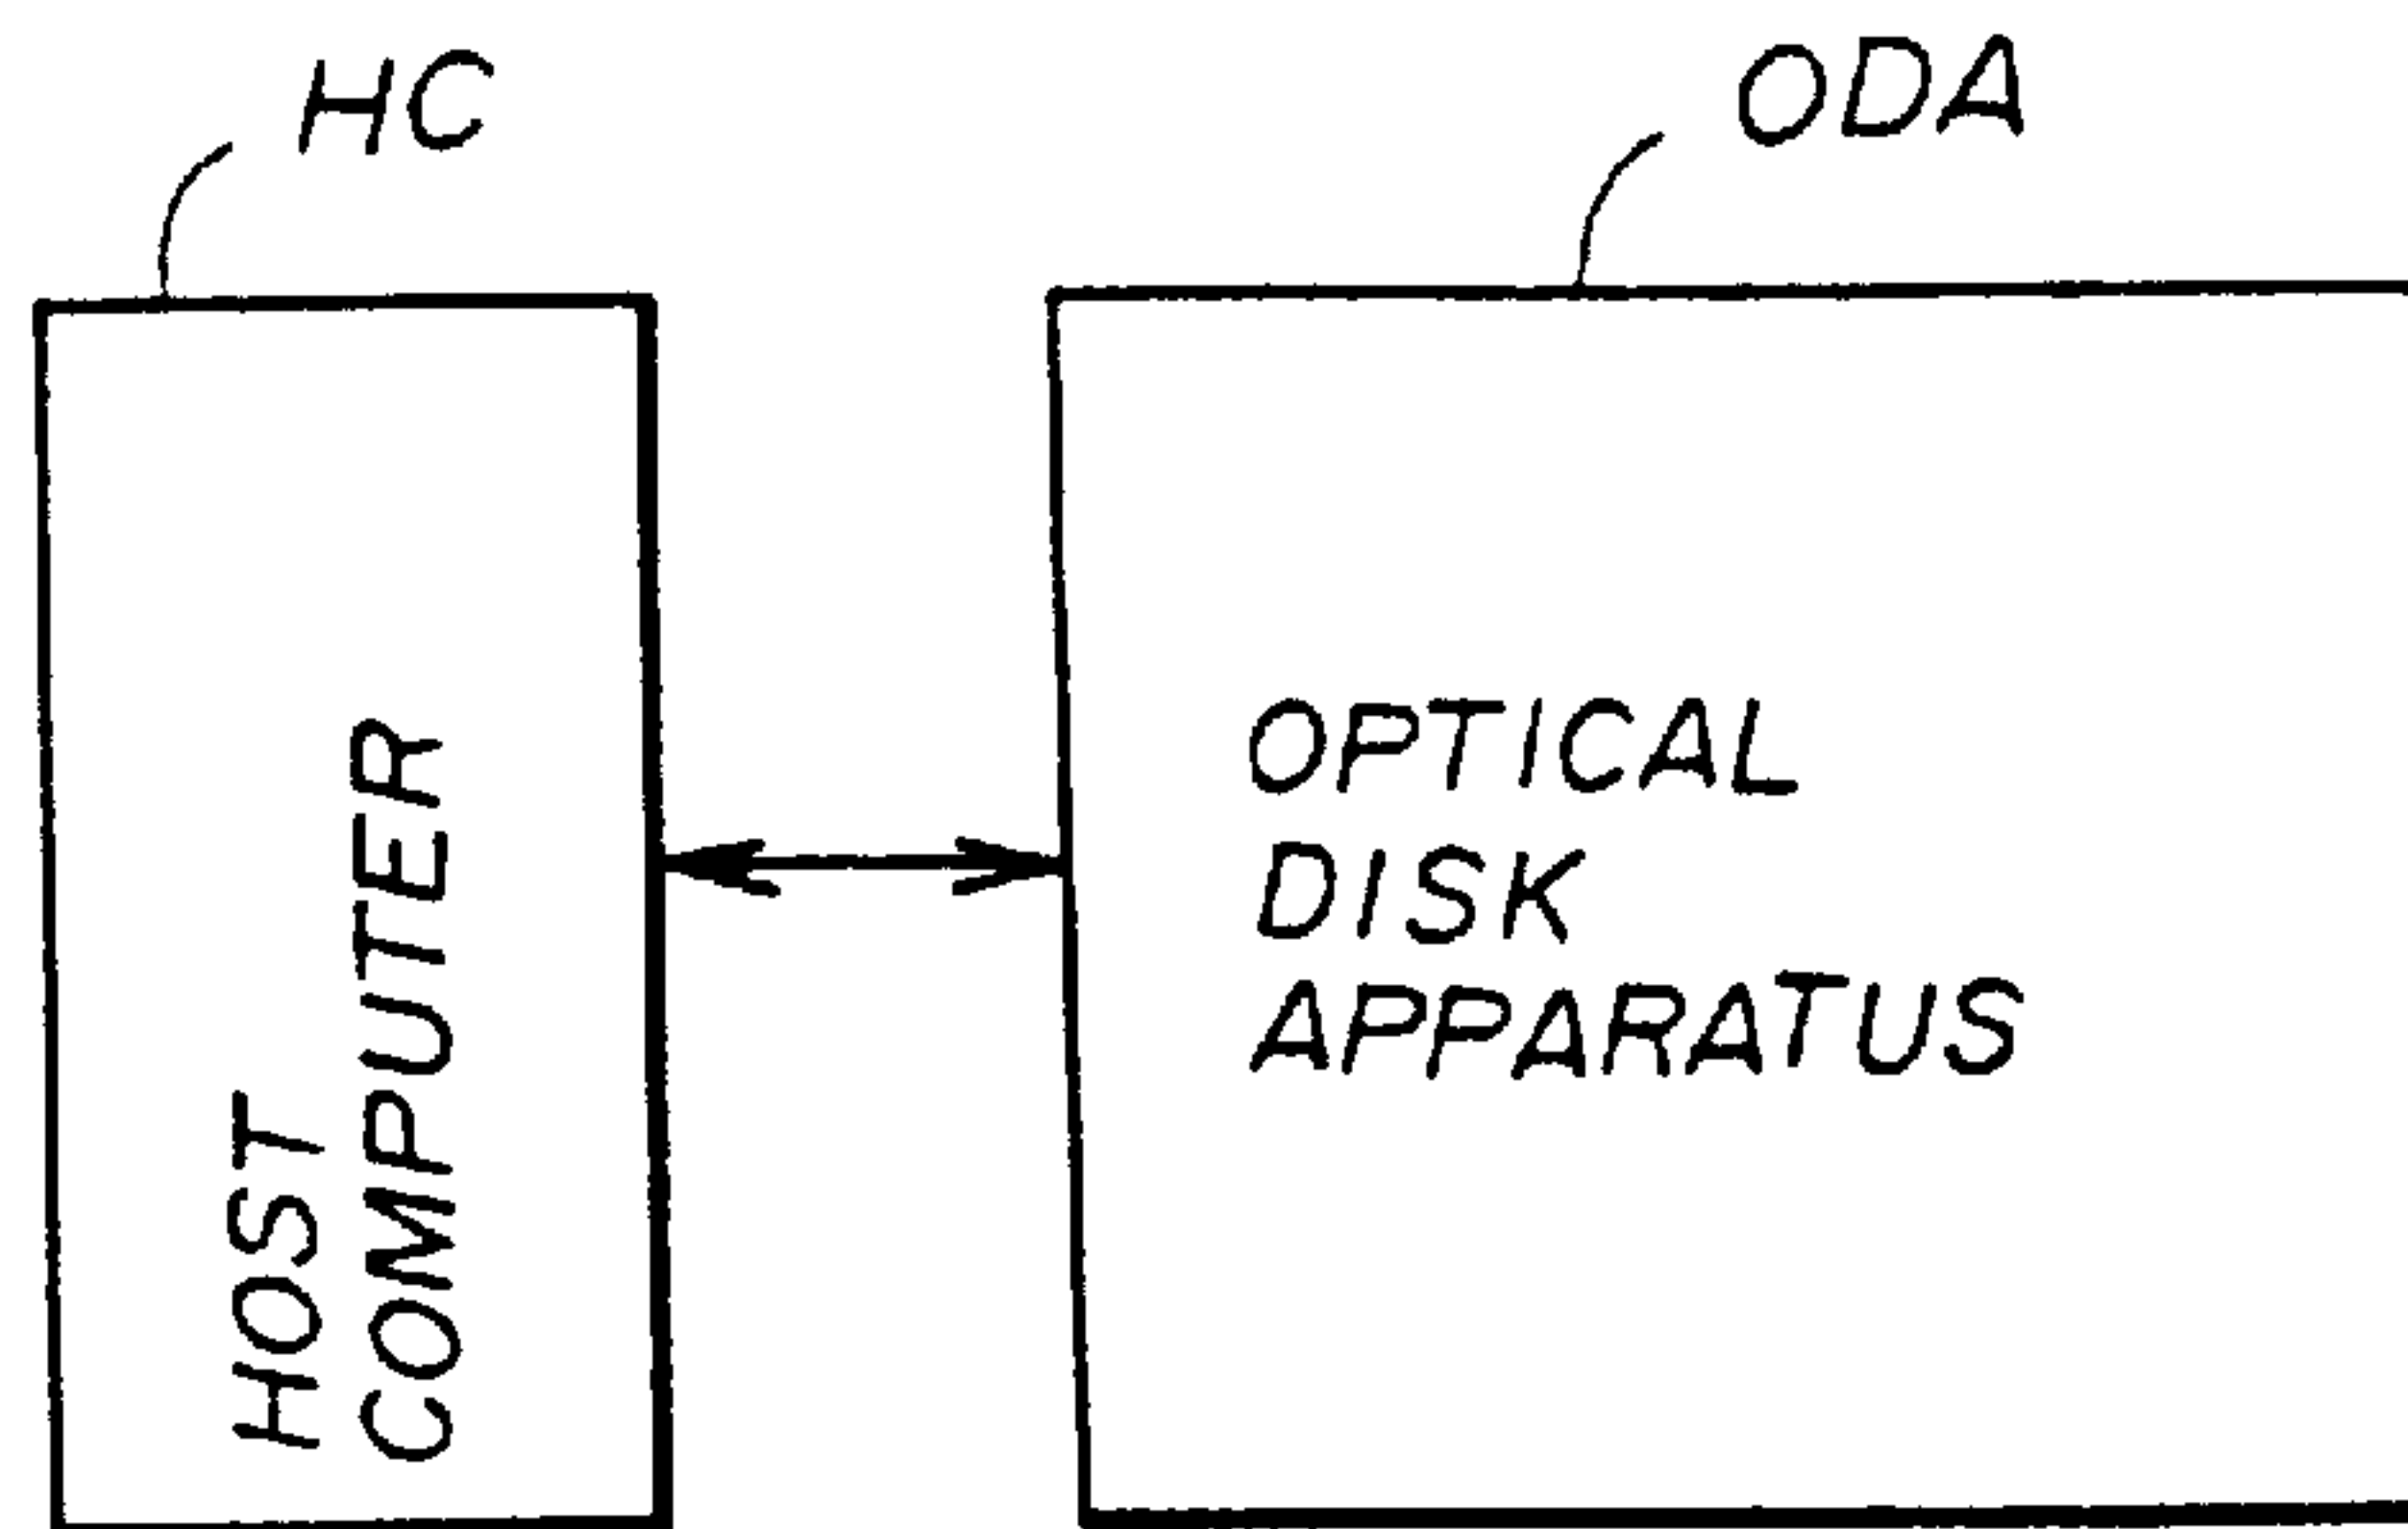 HC
ODA
HOST
COMPUTER
OPTICAL
DISK
APPARATUS